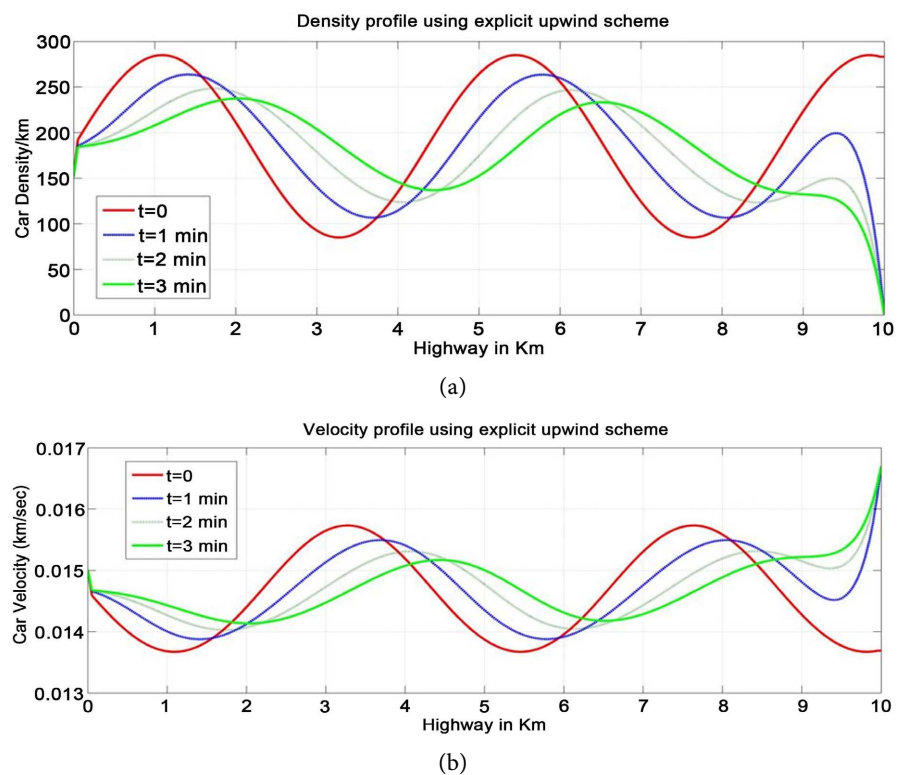 Density profile using explicit upwind scheme
300
250
200
150
100
50
0
Car Density/km
t=0
t=1 min
t=2 min
t=3 min
0 1 2 3 4 5 6 7 8 9 10
Highway in Km
(a)
Velocity profile using explicit upwind scheme
0.017
0.016
0.015
0.014
0.013
Car Velocity (km/sec)
t=0
t=1 min
t=2 min
t=3 min
0 1 2 3 4 5 6 7 8 9 10
Highway in Km
(b)